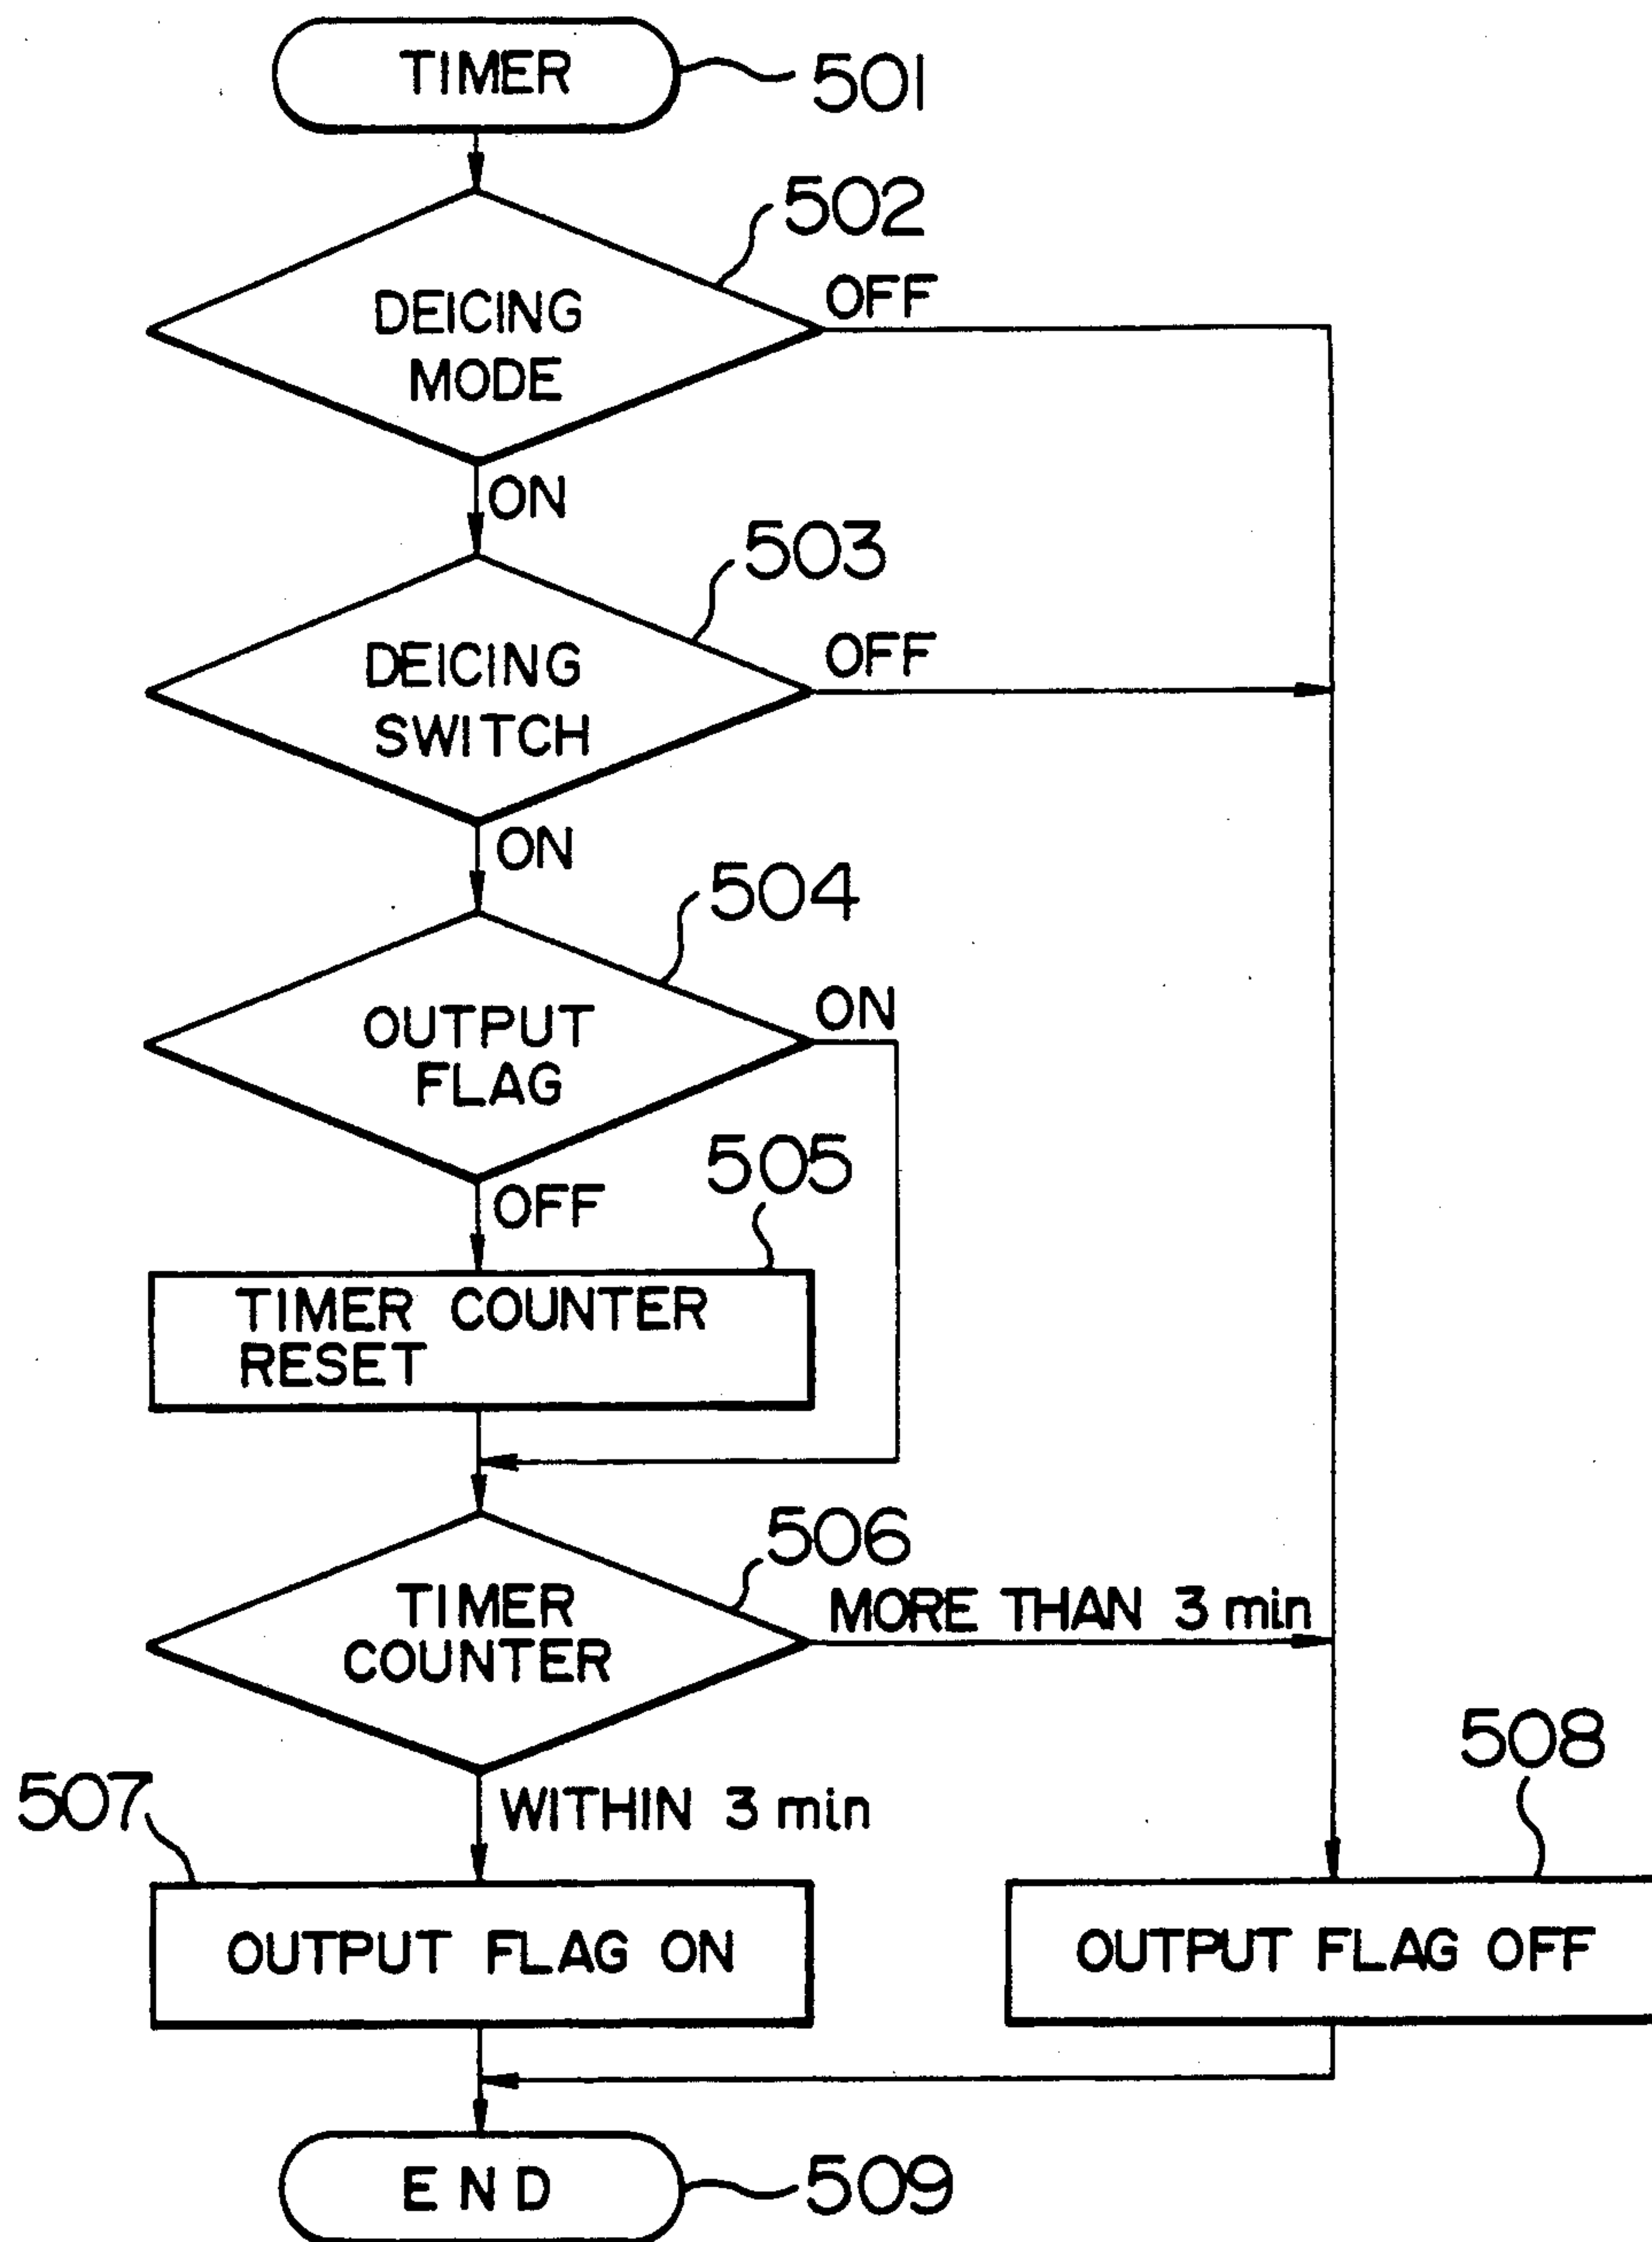 TIMER
501
502
DEICING
MODE
OFF
ON
503
DEICING
SWITCH
OFF
ON
504
OUTPUT
FLAG
ON
OFF
505
TIMER COUNTER
RESET
506
TIMER
COUNTER
MORE THAN 3 min
WITHIN 3 min
507
508
OUTPUT FLAG ON
OUTPUT FLAG OFF
END
509